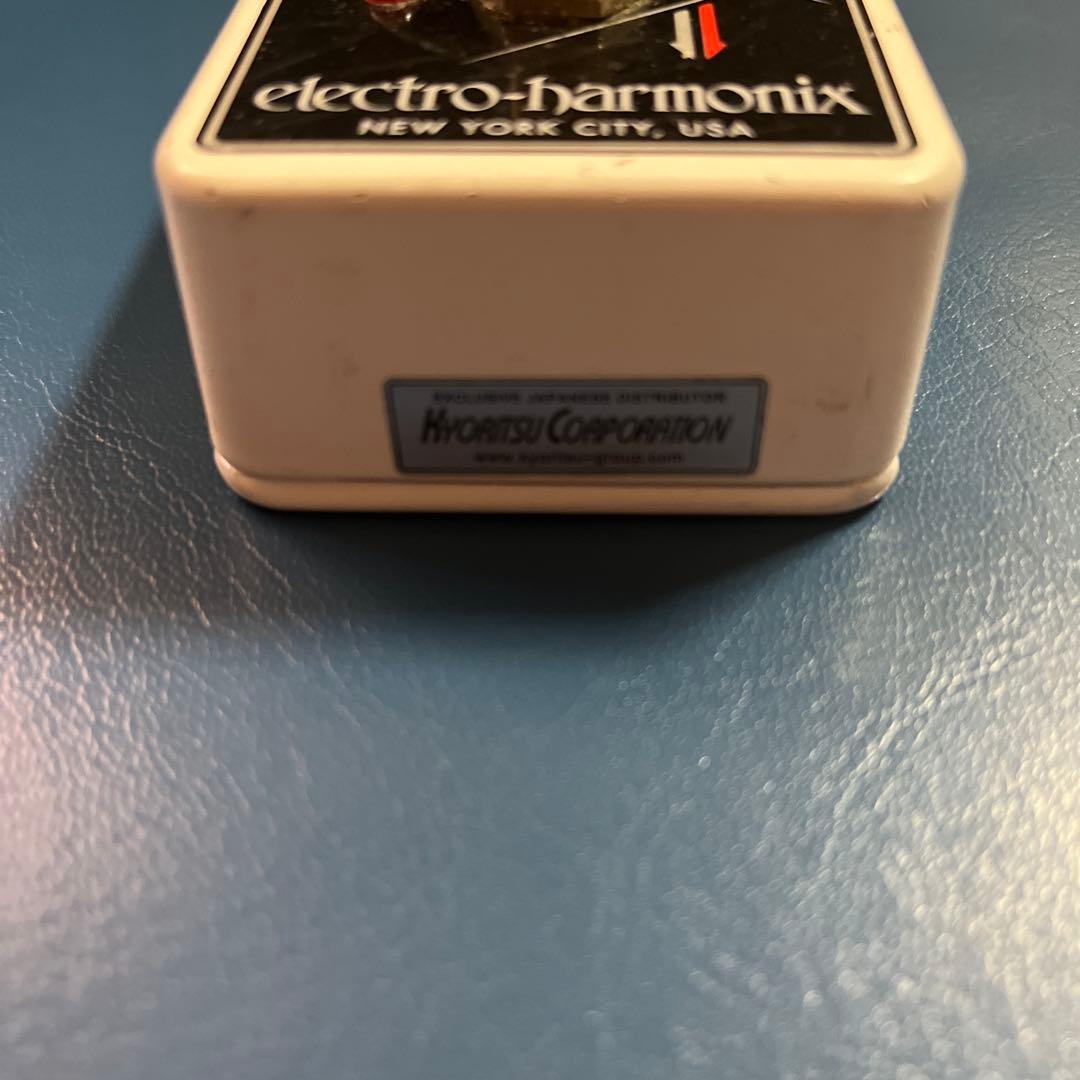 electro-harmonix
NEW YORK CITY, USA
EXCLUSIVE JAPANESE DISTRIBUTOR
KYORITSU CORPORATION
www.kyoritsu-group.com